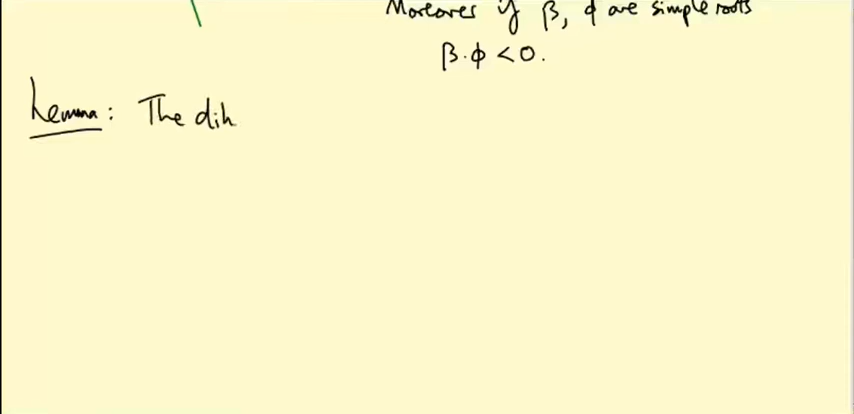 Moreover if β, φ are simple roots
β·φ < 0.
Lemma: The dih